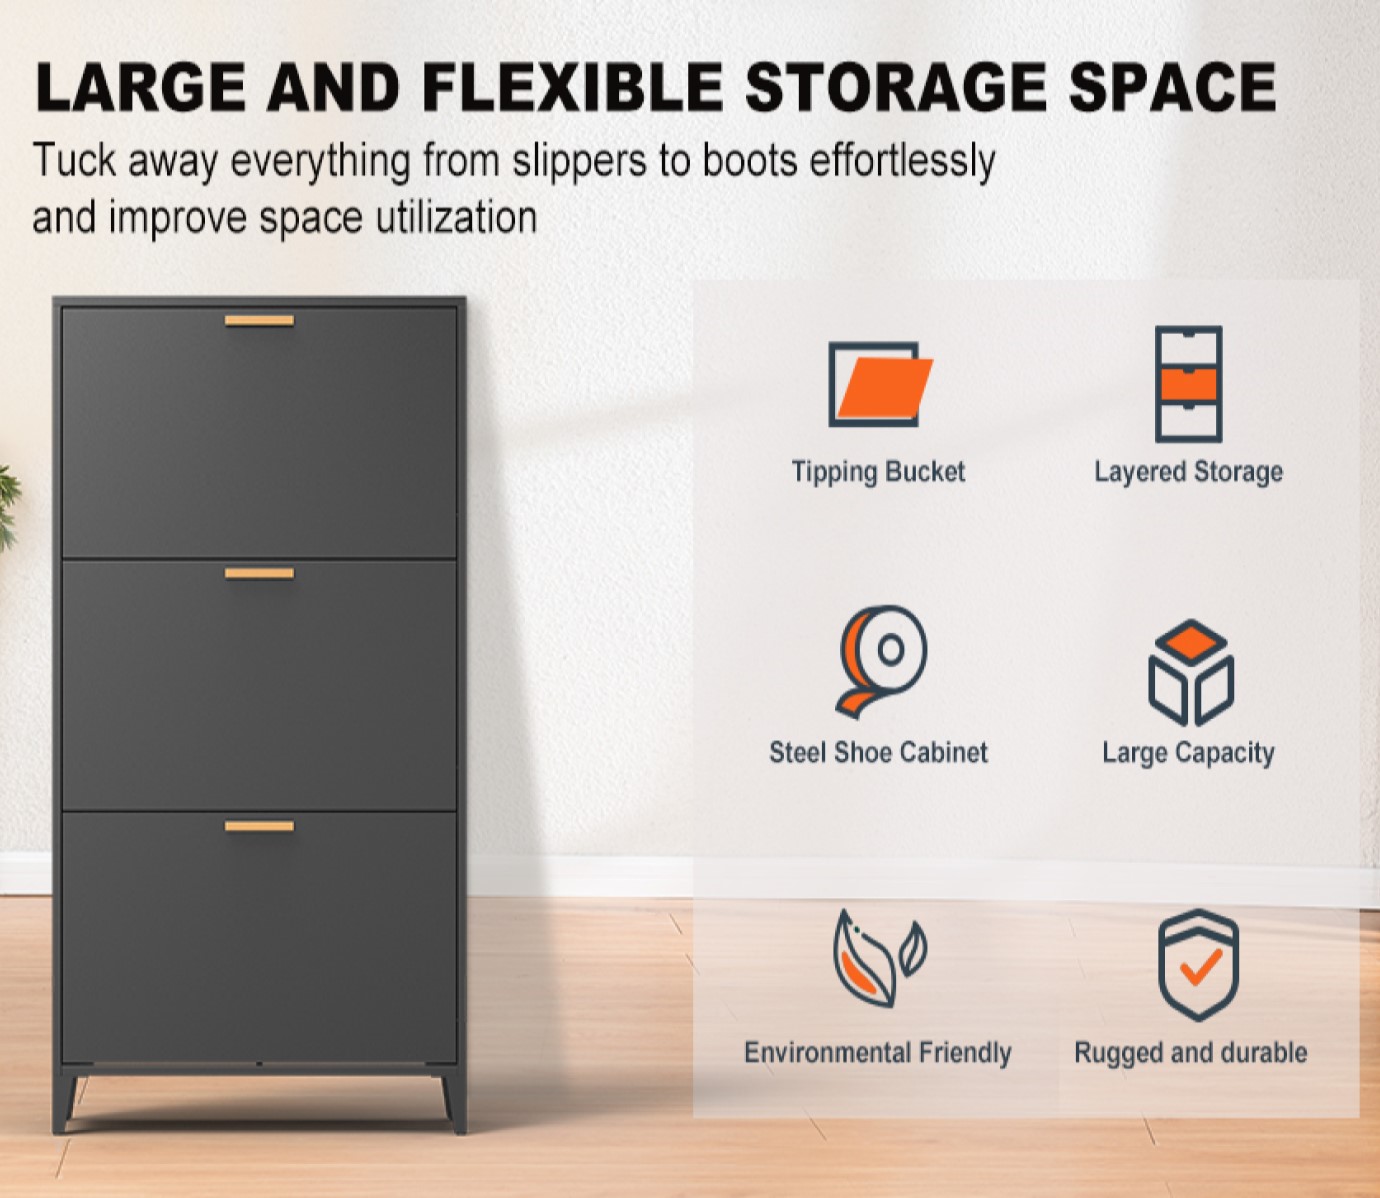 LARGE AND FLEXIBLE STORAGE SPACE
Tuck away everything from slippers to boots effortlessly
and improve space utilization
Tipping Bucket
Layered Storage
Steel Shoe Cabinet
Large Capacity
Environmental Friendly
Rugged and durable